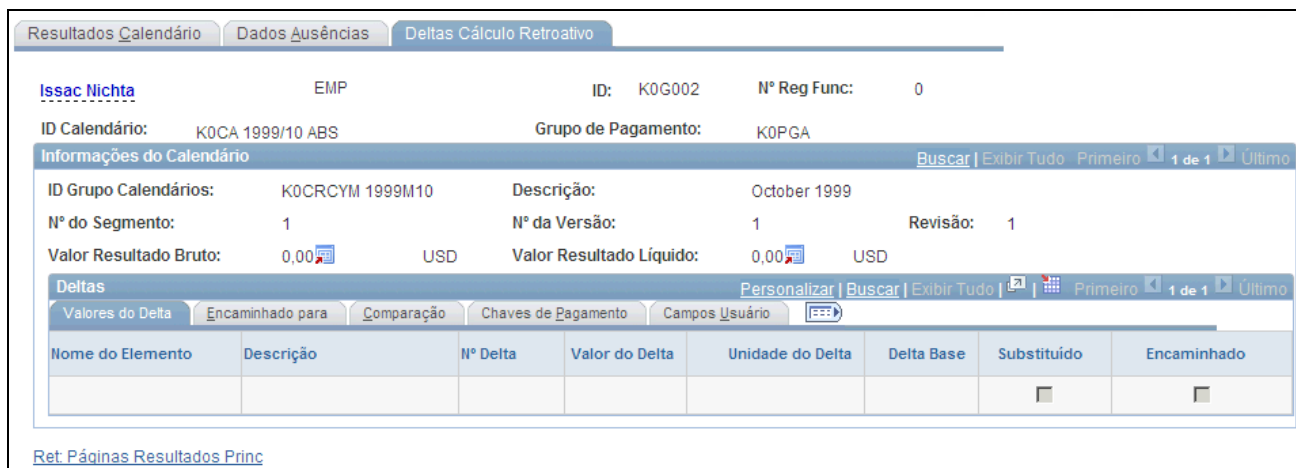 Resultados Calendário Dados Ausências Deltas Cálculo Retroativo
Issac Nichta EMP ID: K0G002 Nº Reg Func: 0
ID Calendário: K0CA 1999/10 ABS Grupo de Pagamento: K0PGA
Informações do Calendário Buscar | Exibir Tudo Primeiro 1 de 1 Último
ID Grupo Calendários: K0CRCYM 1999M10 Descrição: October 1999
Nº do Segmento: 1 Nº da Versão: 1 Revisão: 1
Valor Resultado Bruto: 0,00 USD Valor Resultado Líquido: 0,00 USD
Deltas Personalizar | Buscar | Exibir Tudo | | Primeiro 1 de 1 Último
Valores do Delta Encaminhado para Comparação Chaves de Pagamento Campos Usuário
Nome do Elemento Descrição Nº Delta Valor do Delta Unidade do Delta Delta Base Substituído Encaminhado
Ret: Páginas Resultados Princ